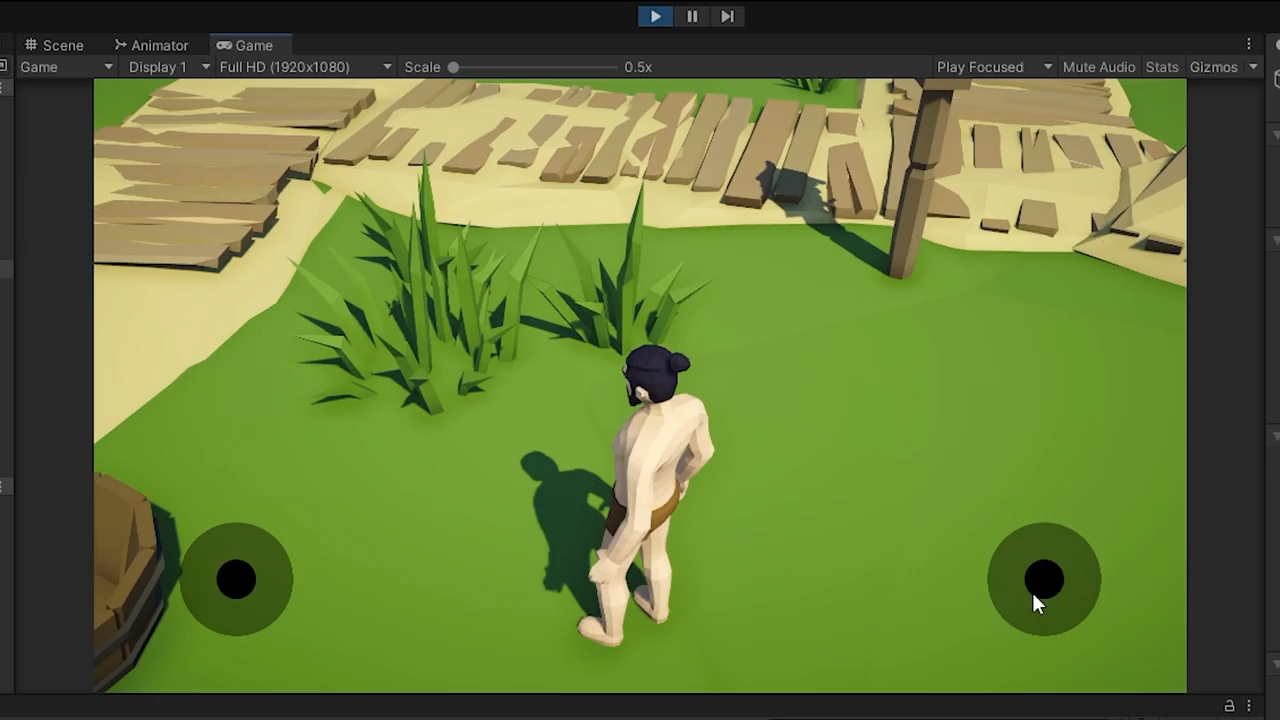 Scene Animator Game
Game Display 1 Full HD (1920x1080) Scale 0.5x Play Focused Mute Audio Stats Gizmos